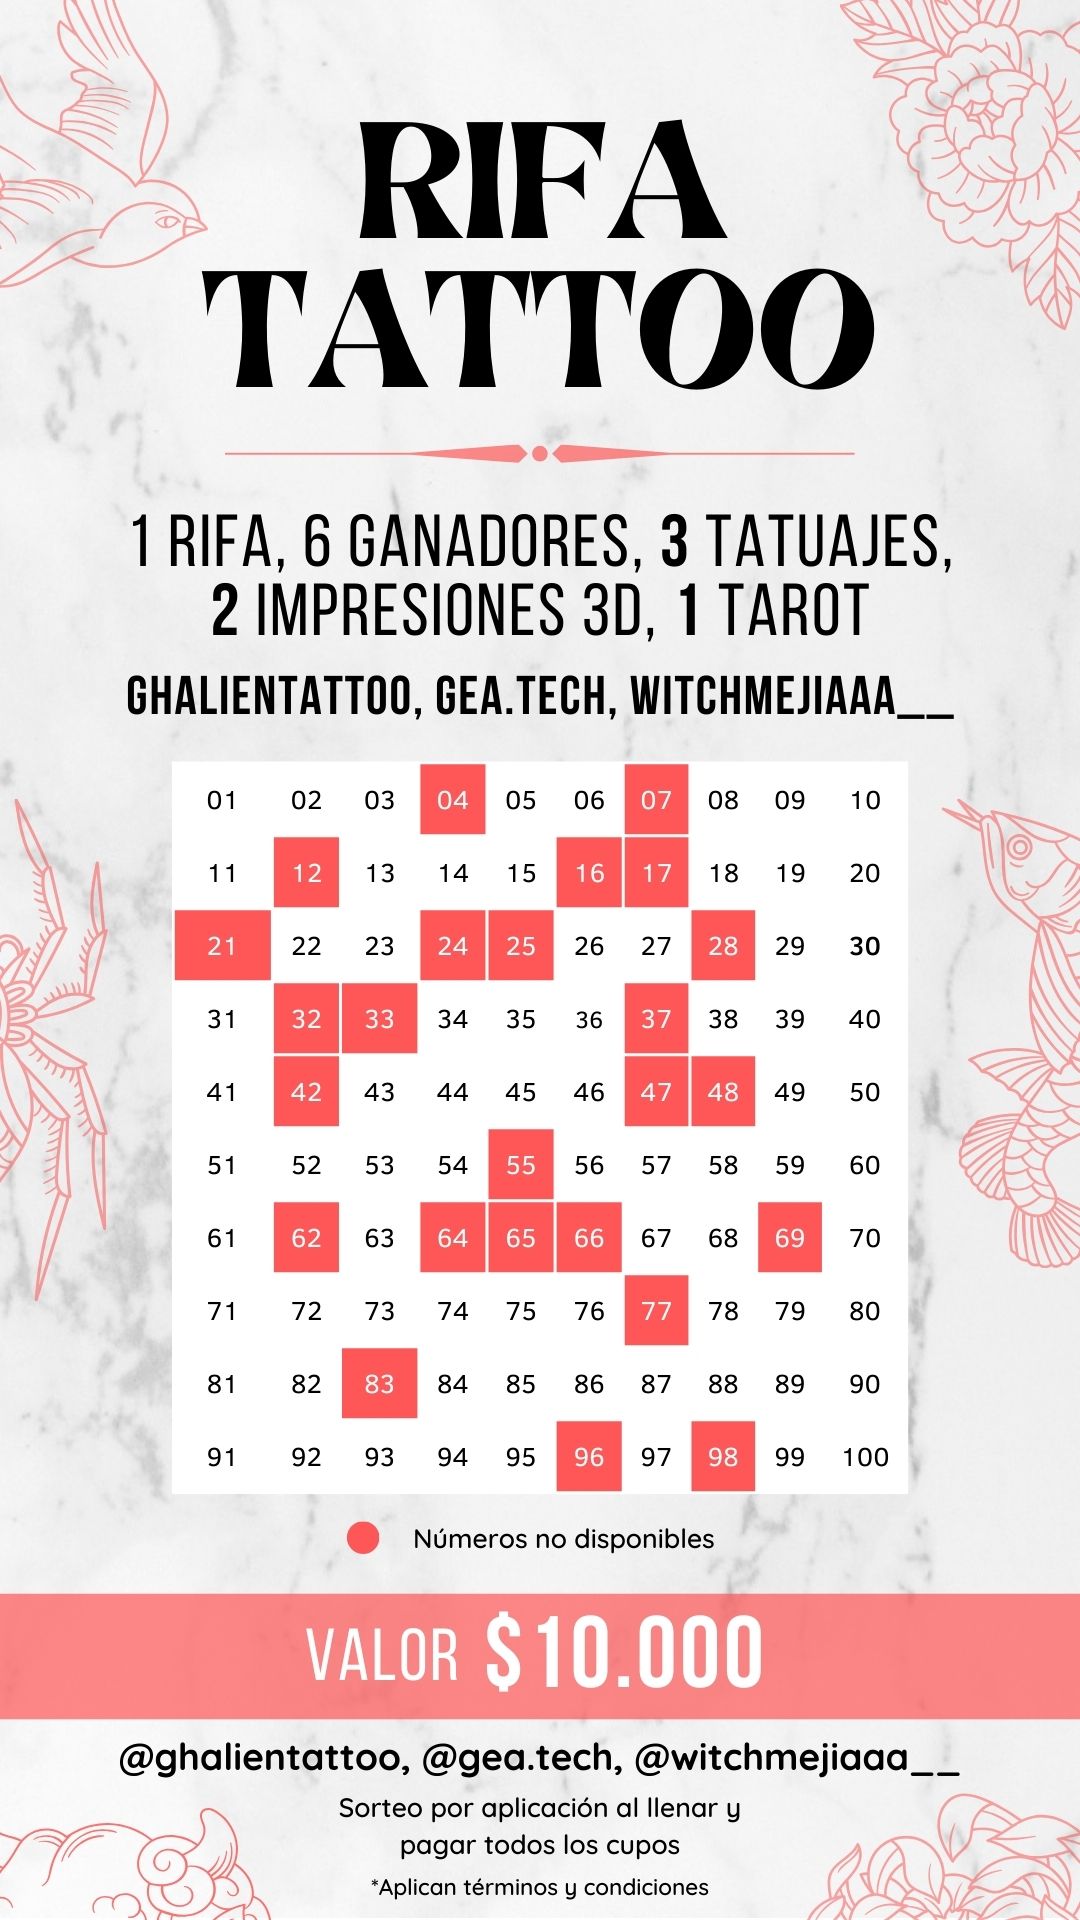 RIFA
TATTOO
1 RIFA, 6 GANADORES, 3 TATUAJES,
2 IMPRESIONES 3D, 1 TAROT
GHALIENTATTOO, GEA.TECH, WITCHMEJIAAA__
01 02 03 04 05 06 07 08 09 10
11 12 13 14 15 16 17 18 19 20
21 22 23 24 25 26 27 28 29 30
31 32 33 34 35 36 37 38 39 40
41 42 43 44 45 46 47 48 49 50
51 52 53 54 55 56 57 58 59 60
61 62 63 64 65 66 67 68 69 70
71 72 73 74 75 76 77 78 79 80
81 82 83 84 85 86 87 88 89 90
91 92 93 94 95 96 97 98 99 100
Números no disponibles
VALOR $10.000
@ghalientattoo, @gea.tech, @witchmejiaaa__
Sorteo por aplicación al llenar y
pagar todos los cupos
*Aplican términos y condiciones